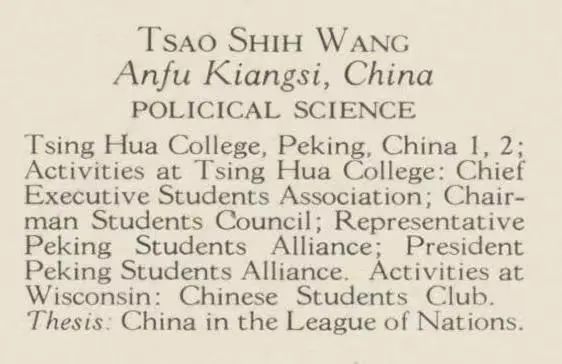 Tsao Shih Wang
Anfu Kiangsi, China
POLICICAL SCIENCE
Tsing Hua College, Peking, China 1, 2;
Activities at Tsing Hua College: Chief
Executive Students Association; Chair-
man Students Council; Representative
Peking Students Alliance; President
Peking Students Alliance. Activities at
Wisconsin: Chinese Students Club.
Thesis: China in the League of Nations.